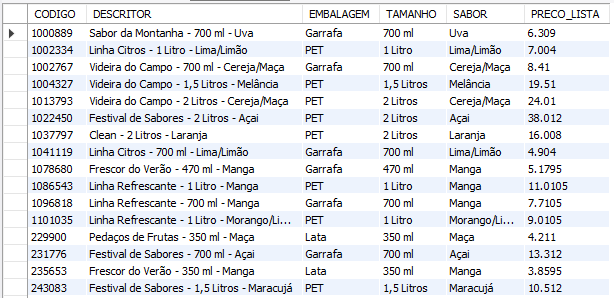 CODIGO DESCRITOR EMBALAGEM TAMANHO SABOR PRECO_LISTA
1000889 Sabor da Montanha - 700 ml - Uva Garrafa 700 ml Uva 6.309
1002334 Linha Citros - 1 Litro - Lima/Limão PET 1 Litro Lima/Limão 7.004
1002767 Videira do Campo - 700 ml - Cereja/Maça Garrafa 700 ml Cereja/Maça 8.41
1004327 Videira do Campo - 1,5 Litros - Melância PET 1,5 Litros Melância 19.51
1013793 Videira do Campo - 2 Litros - Cereja/Maça PET 2 Litros Cereja/Maça 24.01
1022450 Festival de Sabores - 2 Litros - Açai PET 2 Litros Açai 38.012
1037797 Clean - 2 Litros - Laranja PET 2 Litros Laranja 16.008
1041119 Linha Citros - 700 ml - Lima/Limão Garrafa 700 ml Lima/Limão 4.904
1078680 Frescor do Verão - 470 ml - Manga Garrafa 470 ml Manga 5.1795
1086543 Linha Refrescante - 1 Litro - Manga PET 1 Litro Manga 11.0105
1096818 Linha Refrescante - 700 ml - Manga Garrafa 700 ml Manga 7.7105
1101035 Linha Refrescante - 1 Litro - Morango/Li... PET 1 Litro Morango/Li... 9.0105
229900 Pedaços de Frutas - 350 ml - Maça Lata 350 ml Maça 4.211
231776 Festival de Sabores - 700 ml - Açai Garrafa 700 ml Açai 13.312
235653 Frescor do Verão - 350 ml - Manga Lata 350 ml Manga 3.8595
243083 Festival de Sabores - 1,5 Litros - Maracujá PET 1,5 Litros Maracujá 10.512